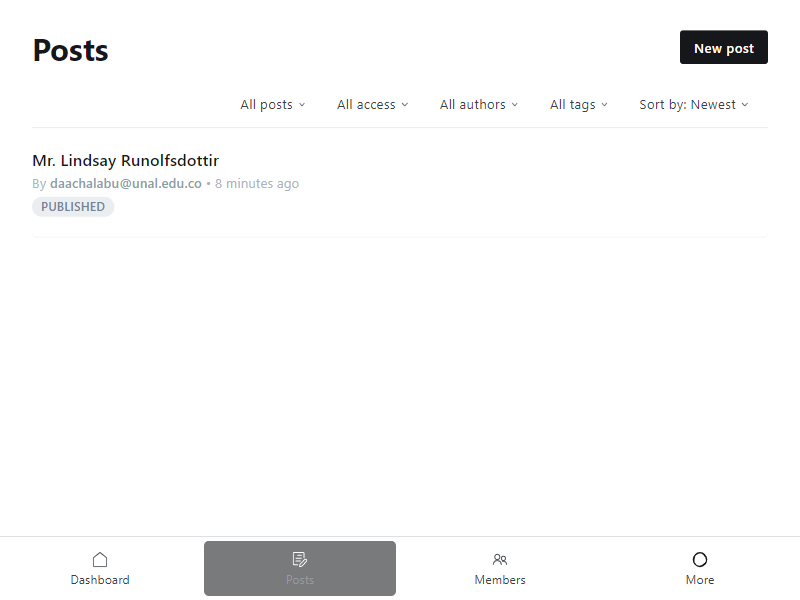 Posts
New post
All posts
All access
All authors
All tags
Sort by: Newest
Mr. Lindsay Runolfsdottir
By daachalabu@unal.edu.co • 8 minutes ago
PUBLISHED
Dashboard
Posts
Members
More